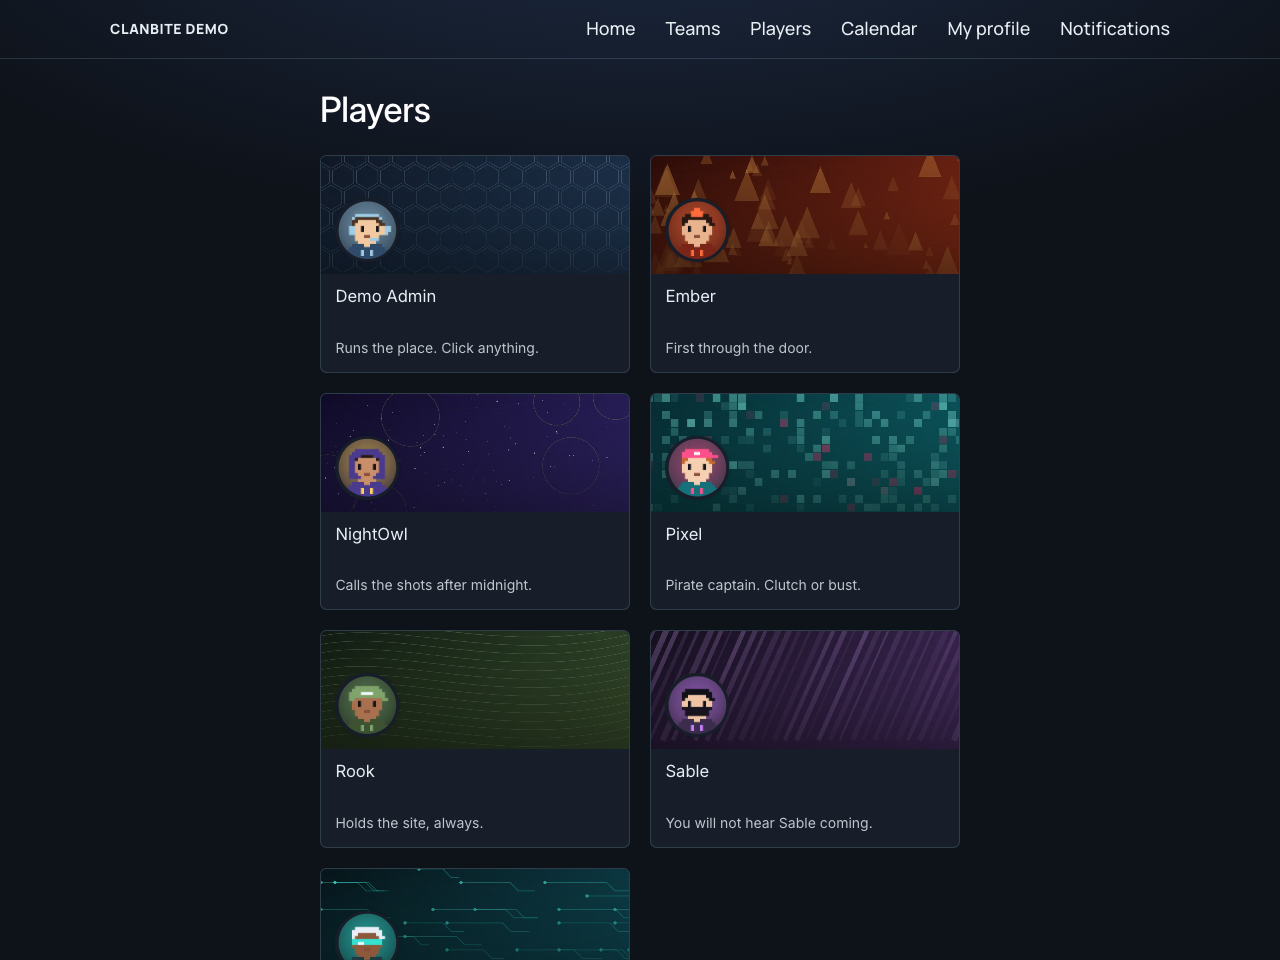 CLANBITE DEMO
Home Teams Players Calendar My profile Notifications
Players
Demo Admin
Runs the place. Click anything.
Ember
First through the door.
NightOwl
Calls the shots after midnight.
Pixel
Pirate captain. Clutch or bust.
Rook
Holds the site, always.
Sable
You will not hear Sable coming.